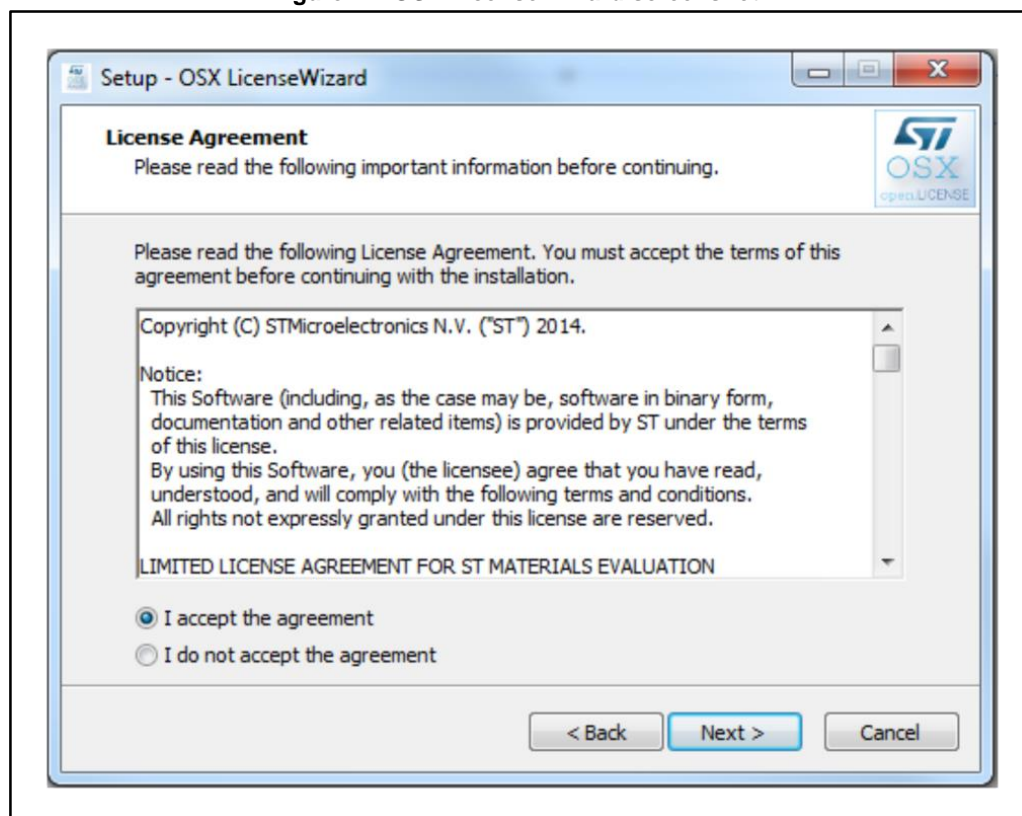 Setup - OSX LicenseWizard
License Agreement
Please read the following important information before continuing.
ST
OSX
open.LICENSE
Please read the following License Agreement. You must accept the terms of this
agreement before continuing with the installation.
Copyright (C) STMicroelectronics N.V. ("ST") 2014.
Notice:
This Software (including, as the case may be, software in binary form,
documentation and other related items) is provided by ST under the terms
of this license.
By using this Software, you (the licensee) agree that you have read,
understood, and will comply with the following terms and conditions.
All rights not expressly granted under this license are reserved.
LIMITED LICENSE AGREEMENT FOR ST MATERIALS EVALUATION
I accept the agreement
I do not accept the agreement
< Back
Next >
Cancel